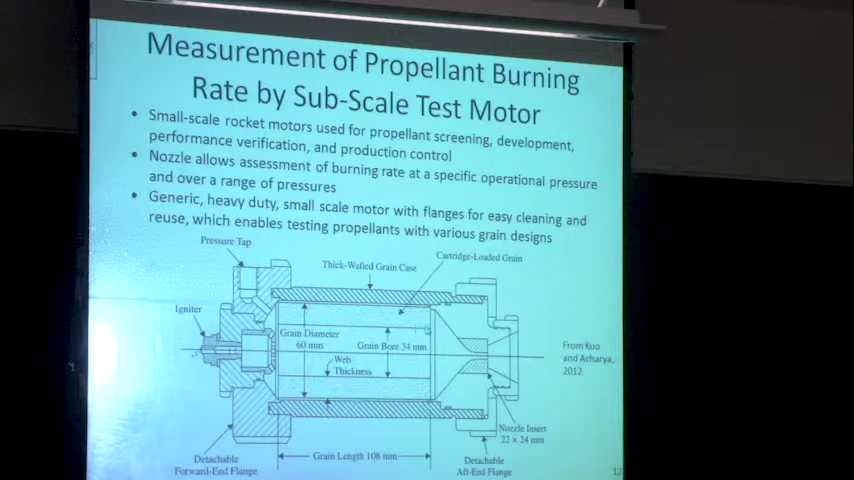 Measurement of Propellant Burning
Rate by Sub-Scale Test Motor
• Small-scale rocket motors used for propellant screening, development,
performance verification, and production control
• Nozzle allows assessment of burning rate at a specific operational pressure
and over a range of pressures
• Generic, heavy duty, small scale motor with flanges for easy cleaning and
reuse, which enables testing propellants with various grain designs
Pressure Tap
Thick-Walled Grain Case
Cartridge-Loaded Grain
Igniter
Grain Diameter
60 mm
Grain Bore 34 mm
Web
Thickness
From Kuo
and Acharya,
2012
Nozzle Insert
22 × 24 mm
Grain Length 108 mm
Detachable
Forward-End Flange
Detachable
Aft-End Flange